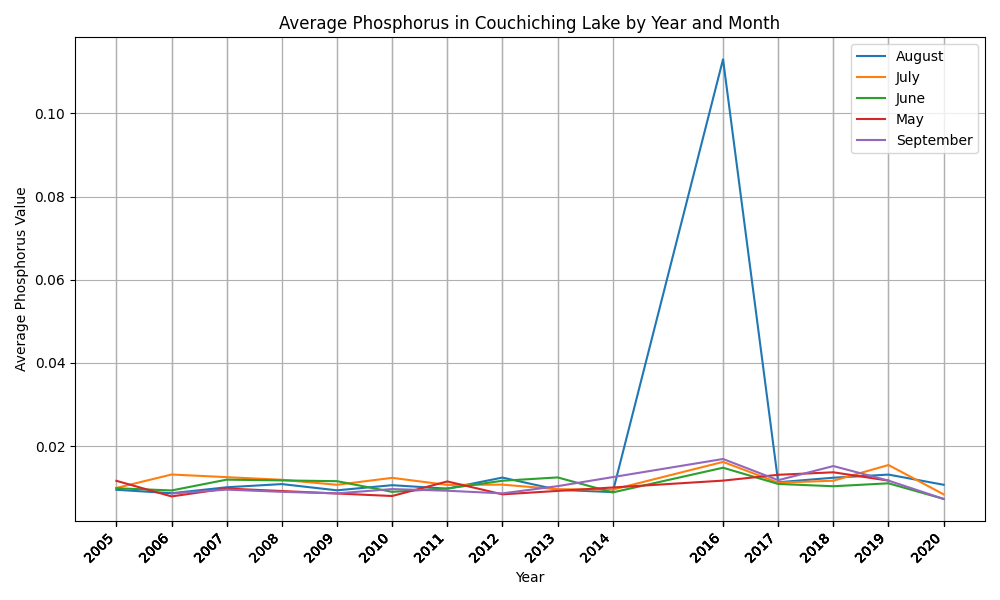 Average Phosphorus in Couchiching Lake by Year and Month
Average Phosphorus Value
0.10
0.08
0.06
0.04
0.02
August
July
June
May
September
2005 2006 2007 2008 2009 2010 2011 2012 2013 2014 2016 2017 2018 2019 2020
Year